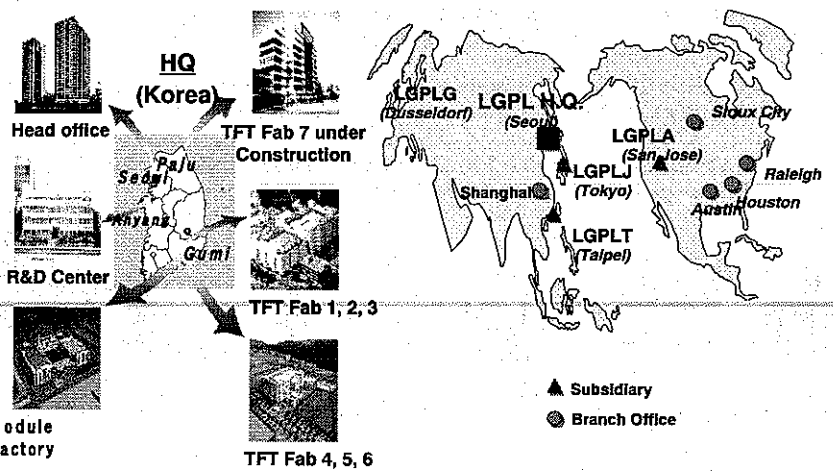 HQ
(Korea)
Head office
TFT Fab 7 under
Construction
Paju
Seoul
Anyang
Gumi
R&D Center
TFT Fab 1, 2, 3
odule
actory
TFT Fab 4, 5, 6
LGPLG
(Dusseldorf)
LGPL H.Q.
(Seoul)
LGPLA
(San Jose)
Sioux City
LGPLJ
(Tokyo)
Raleigh
Shanghai
Houston
Austin
LGPLT
(Taipei)
Subsidiary
Branch Office